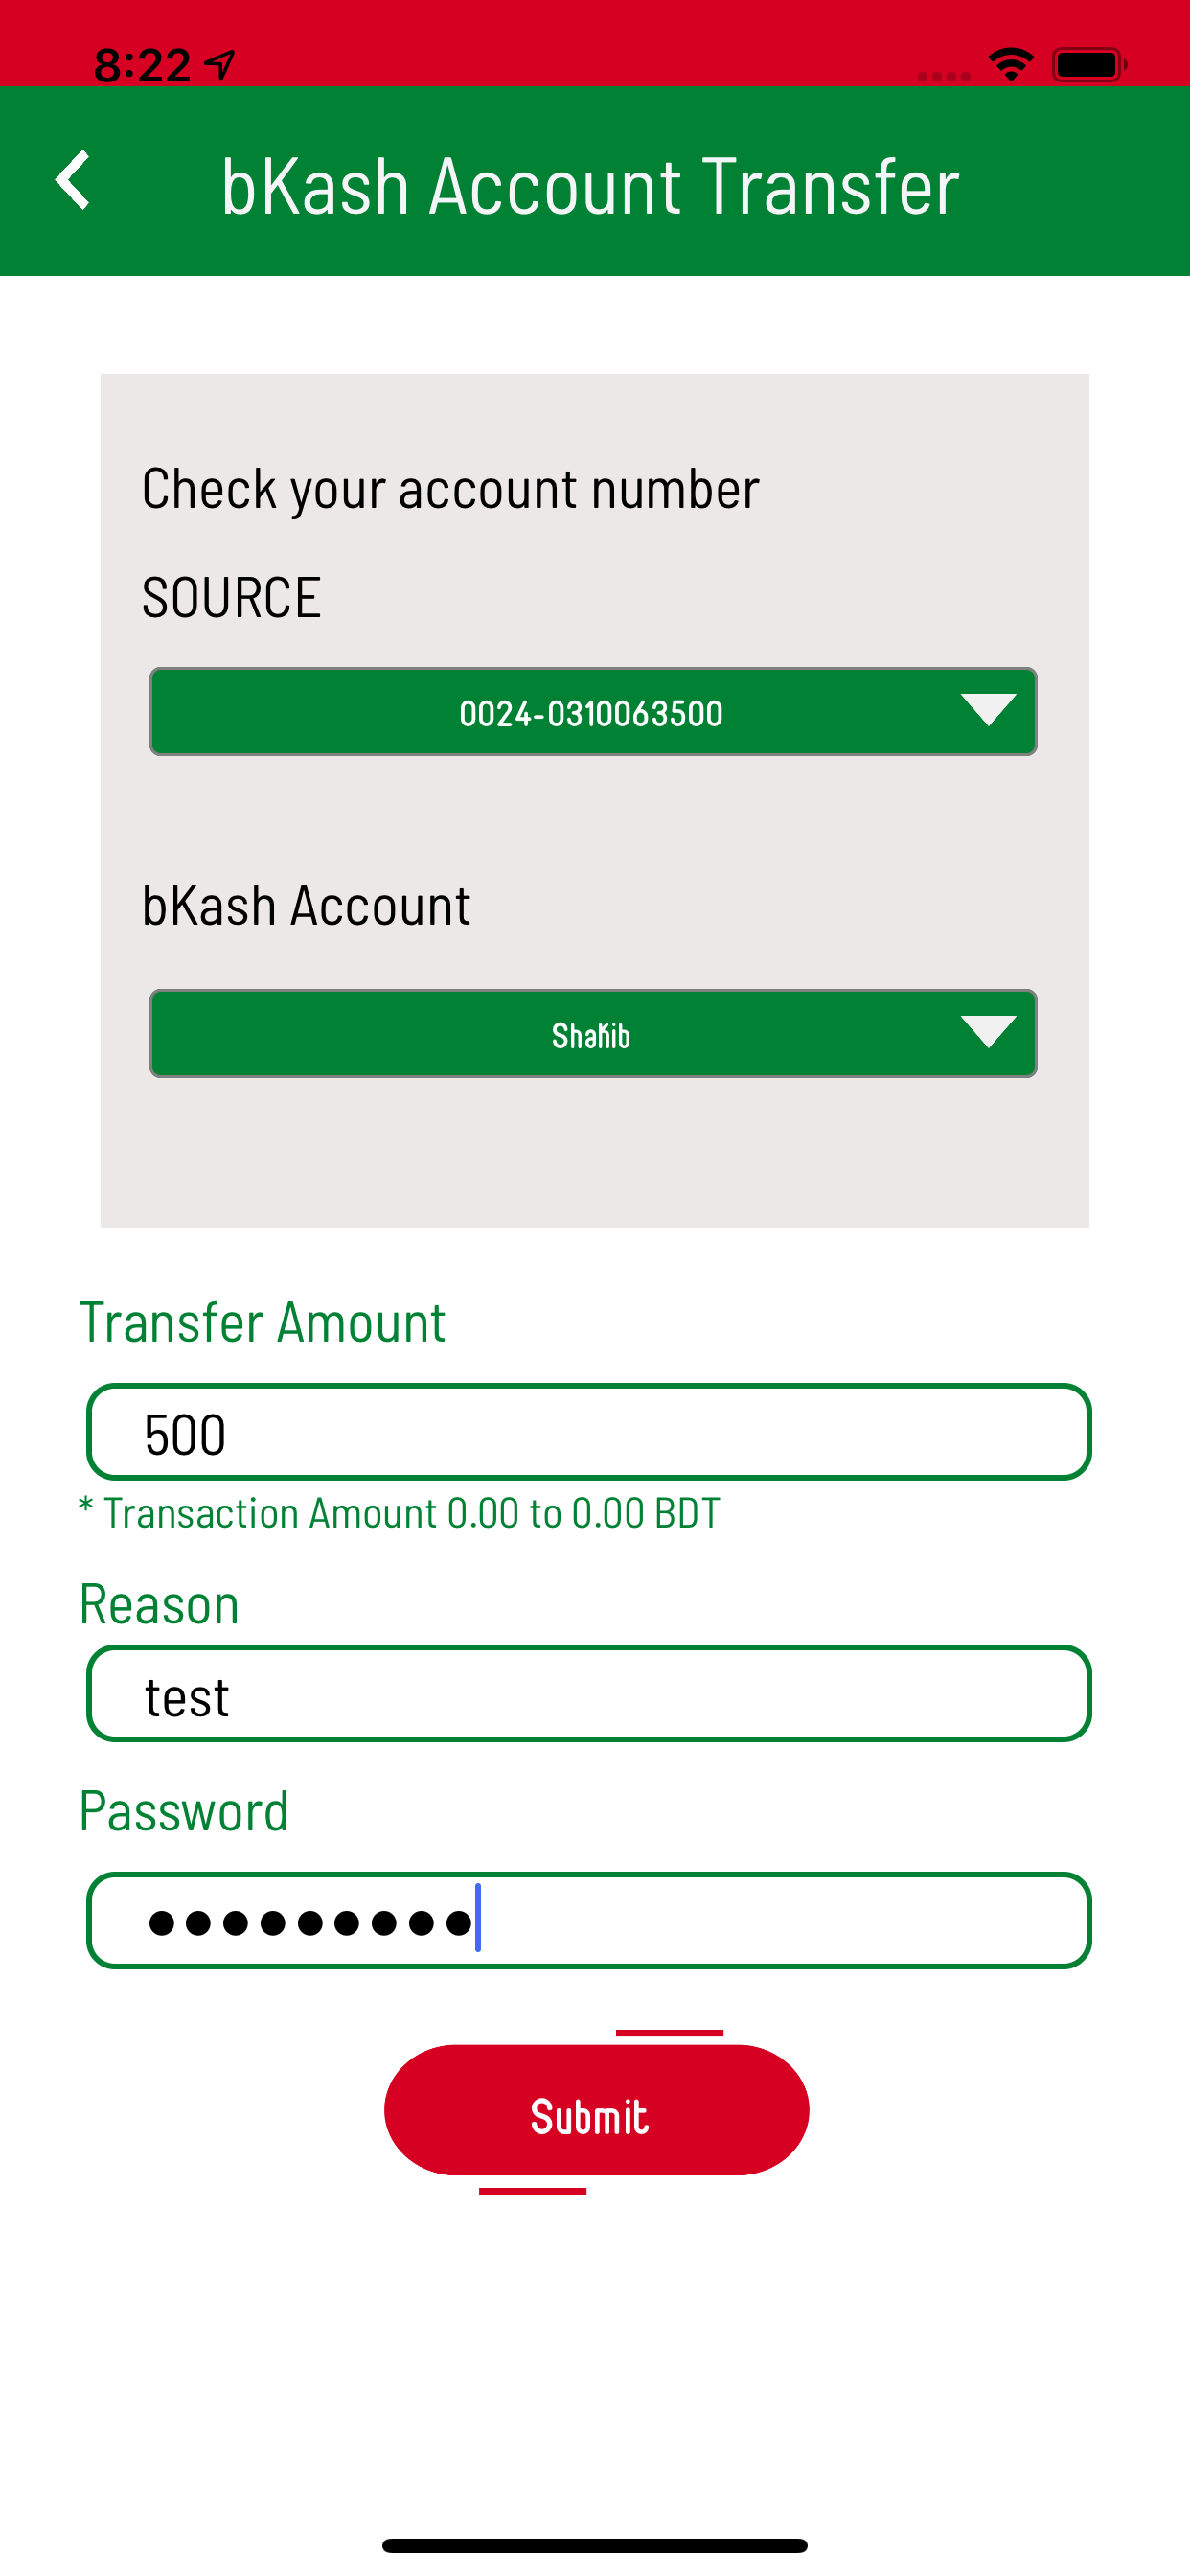 8:22
bKash Account Transfer
Check your account number
SOURCE
0024-0310063500
bKash Account
Shakib
Transfer Amount
500
* Transaction Amount 0.00 to 0.00 BDT
Reason
test
Password
Submit